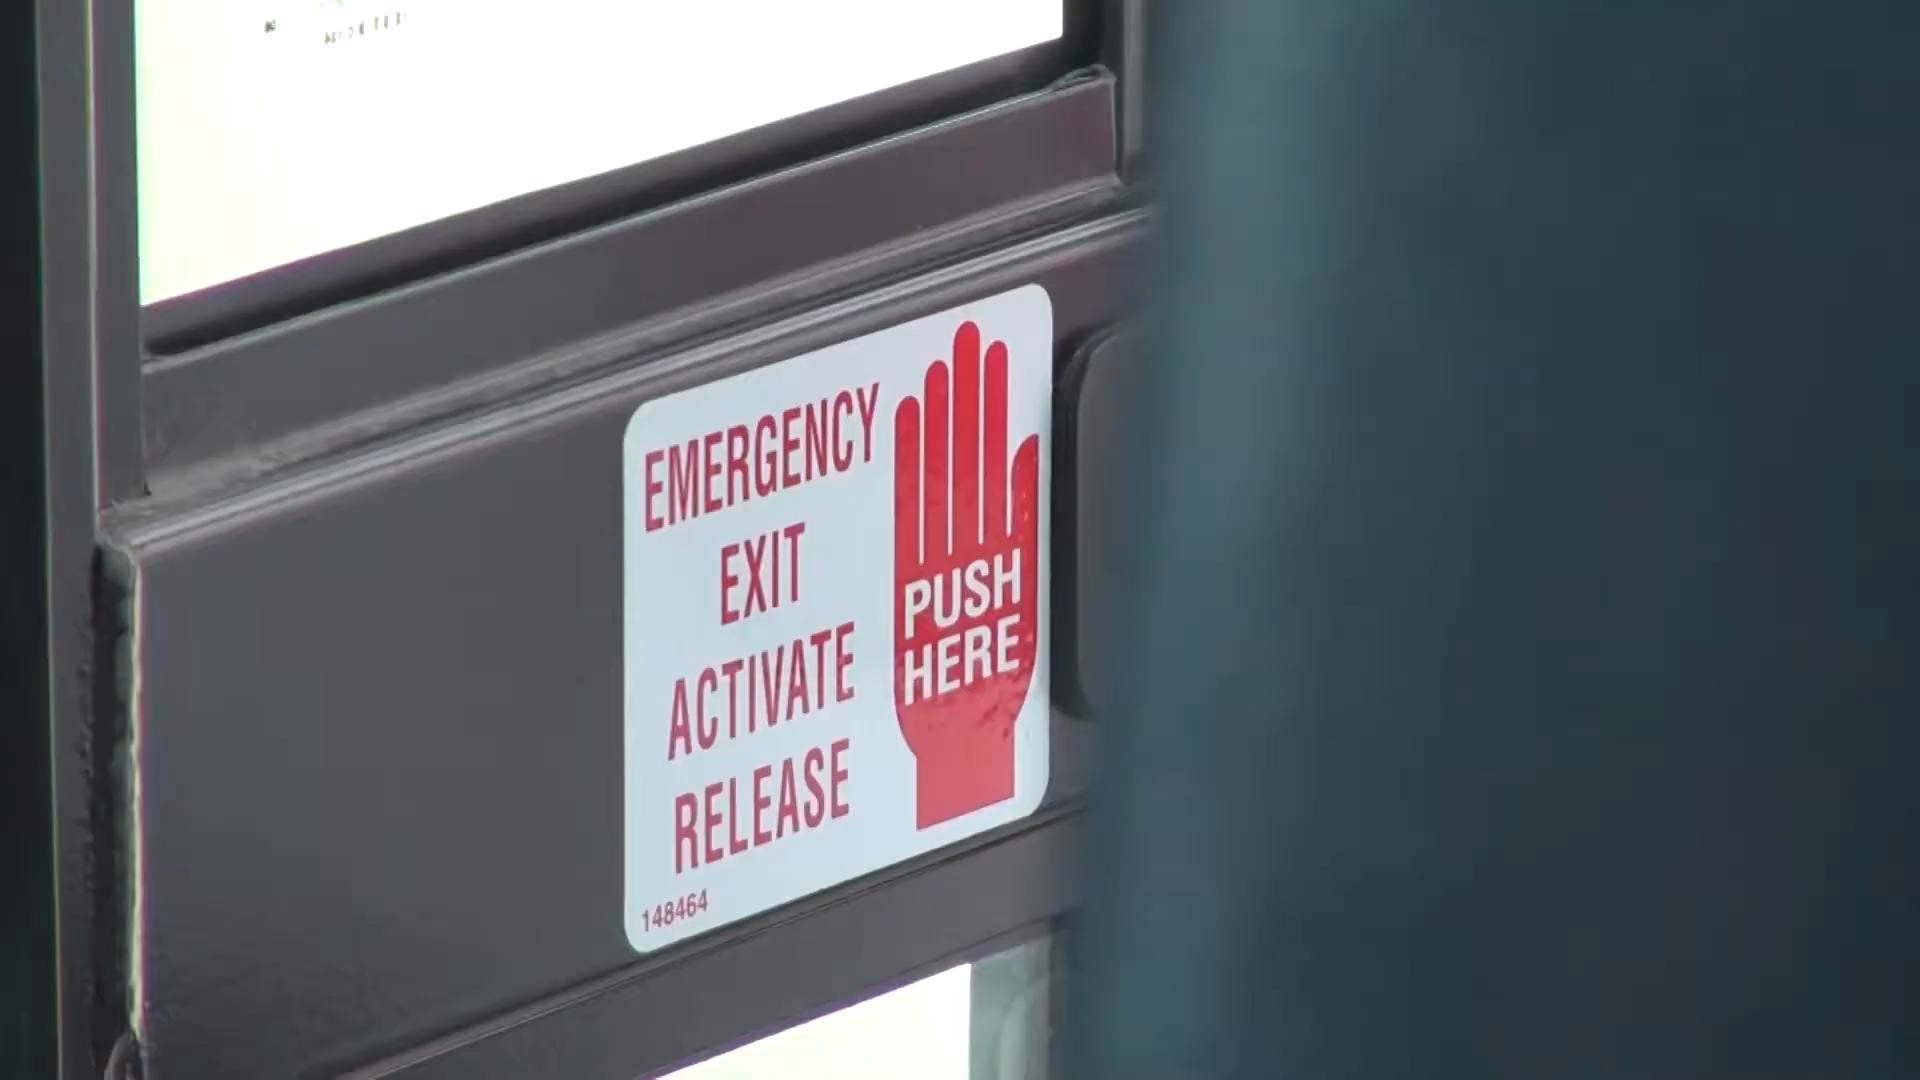 EMERGENCY
EXIT
ACTIVATE
RELEASE
PUSH
HERE
148464